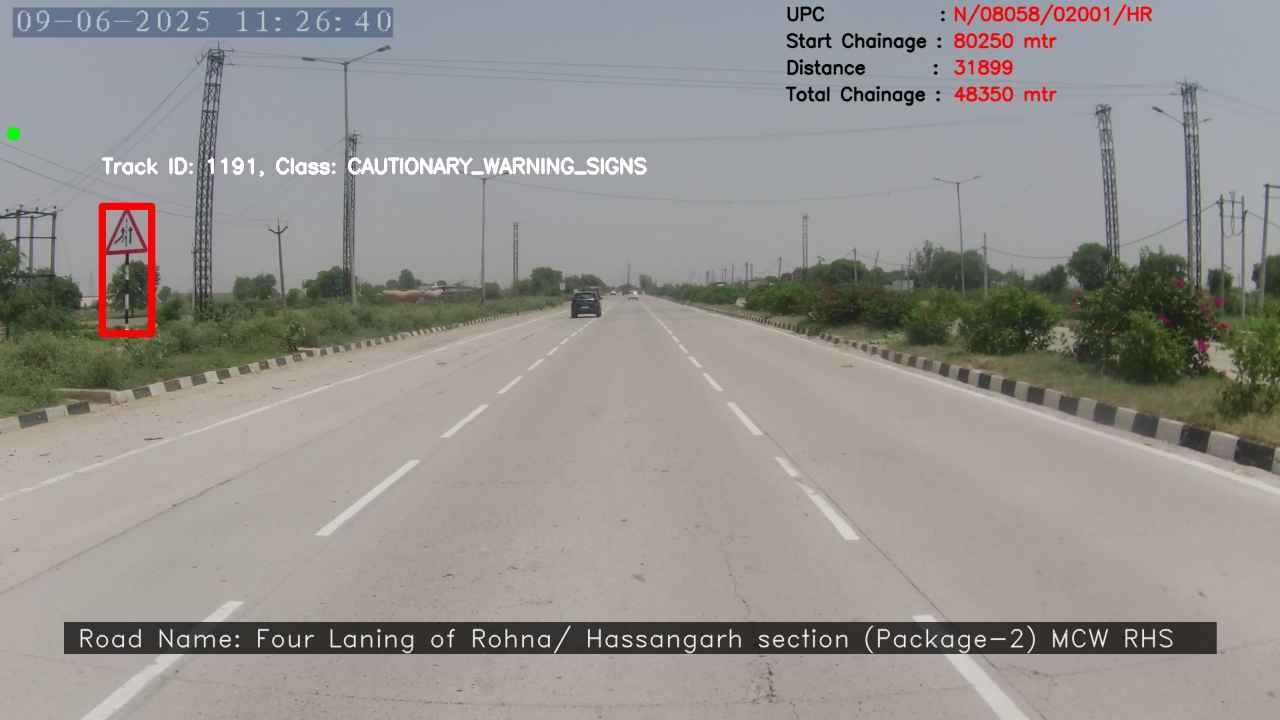 09-06-2025 11:26:40
UPC : N/08058/02001/HR
Start Chainage : 80250 mtr
Distance : 31899
Total Chainage : 48350 mtr
Track ID: 1191, Class: CAUTIONARY_WARNING_SIGNS
Road Name: Four Laning of Rohna/ Hassangarh section (Package-2) MCW RHS